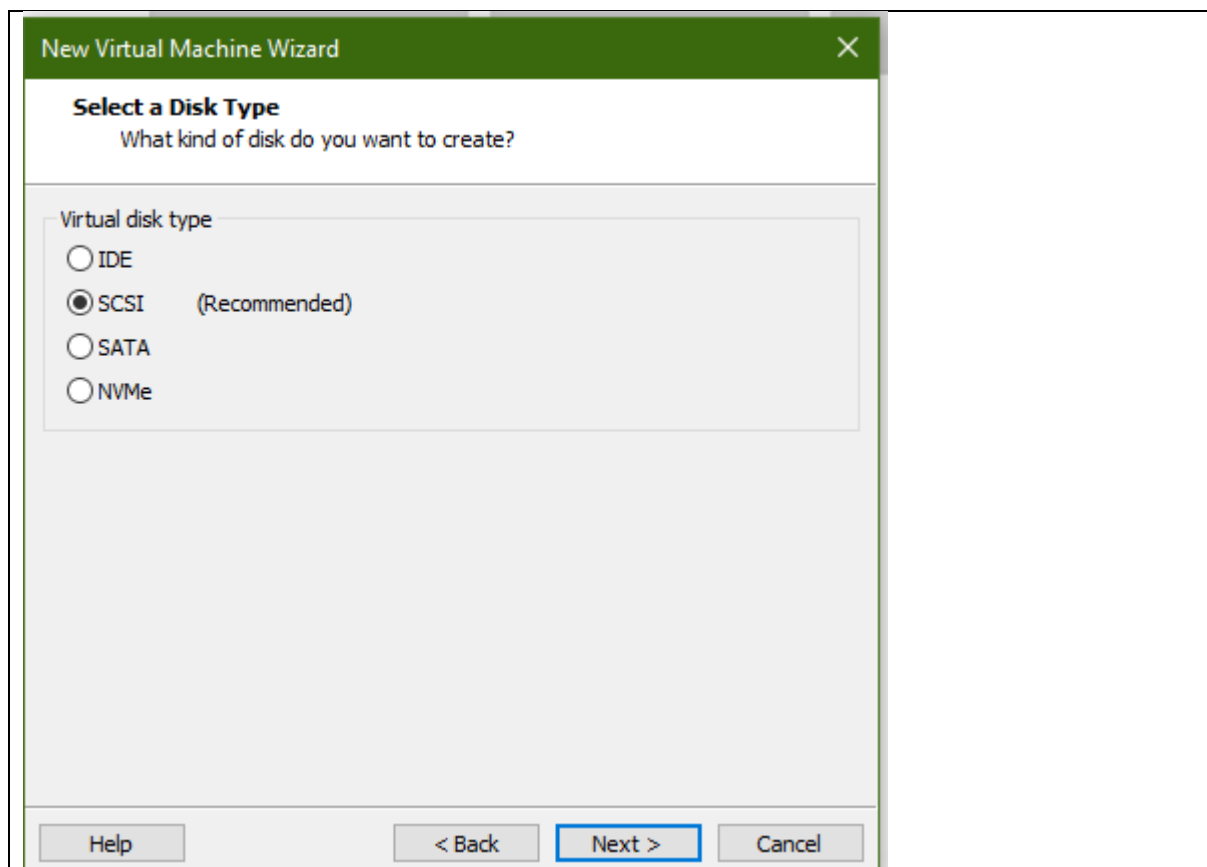 New Virtual Machine Wizard
Select a Disk Type
What kind of disk do you want to create?
Virtual disk type
IDE
SCSI (Recommended)
SATA
NVMe
Help < Back Next > Cancel